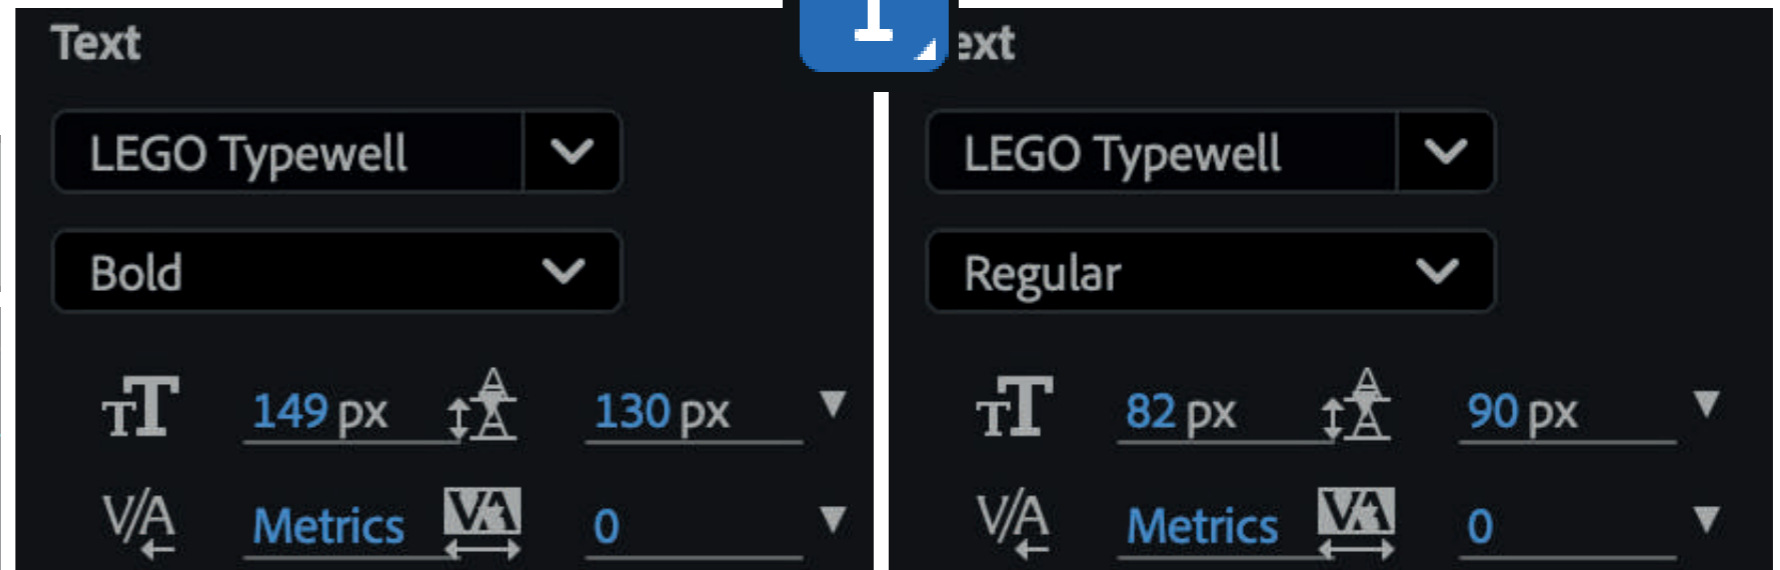 Text
LEGO Typewell
Bold
149 px 130 px
Metrics 0
1
ext
LEGO Typewell
Regular
82 px 90 px
Metrics 0